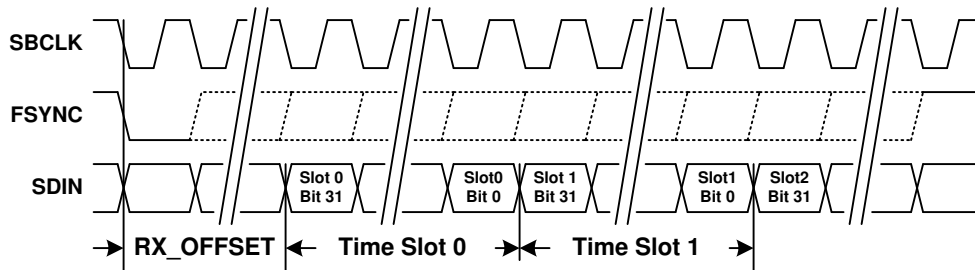 SBCLK
FSYNC
SDIN
Slot 0
Bit 31
Slot0
Bit 0
Slot 1
Bit 31
Slot1
Bit 0
Slot2
Bit 31
RX_OFFSET
Time Slot 0
Time Slot 1